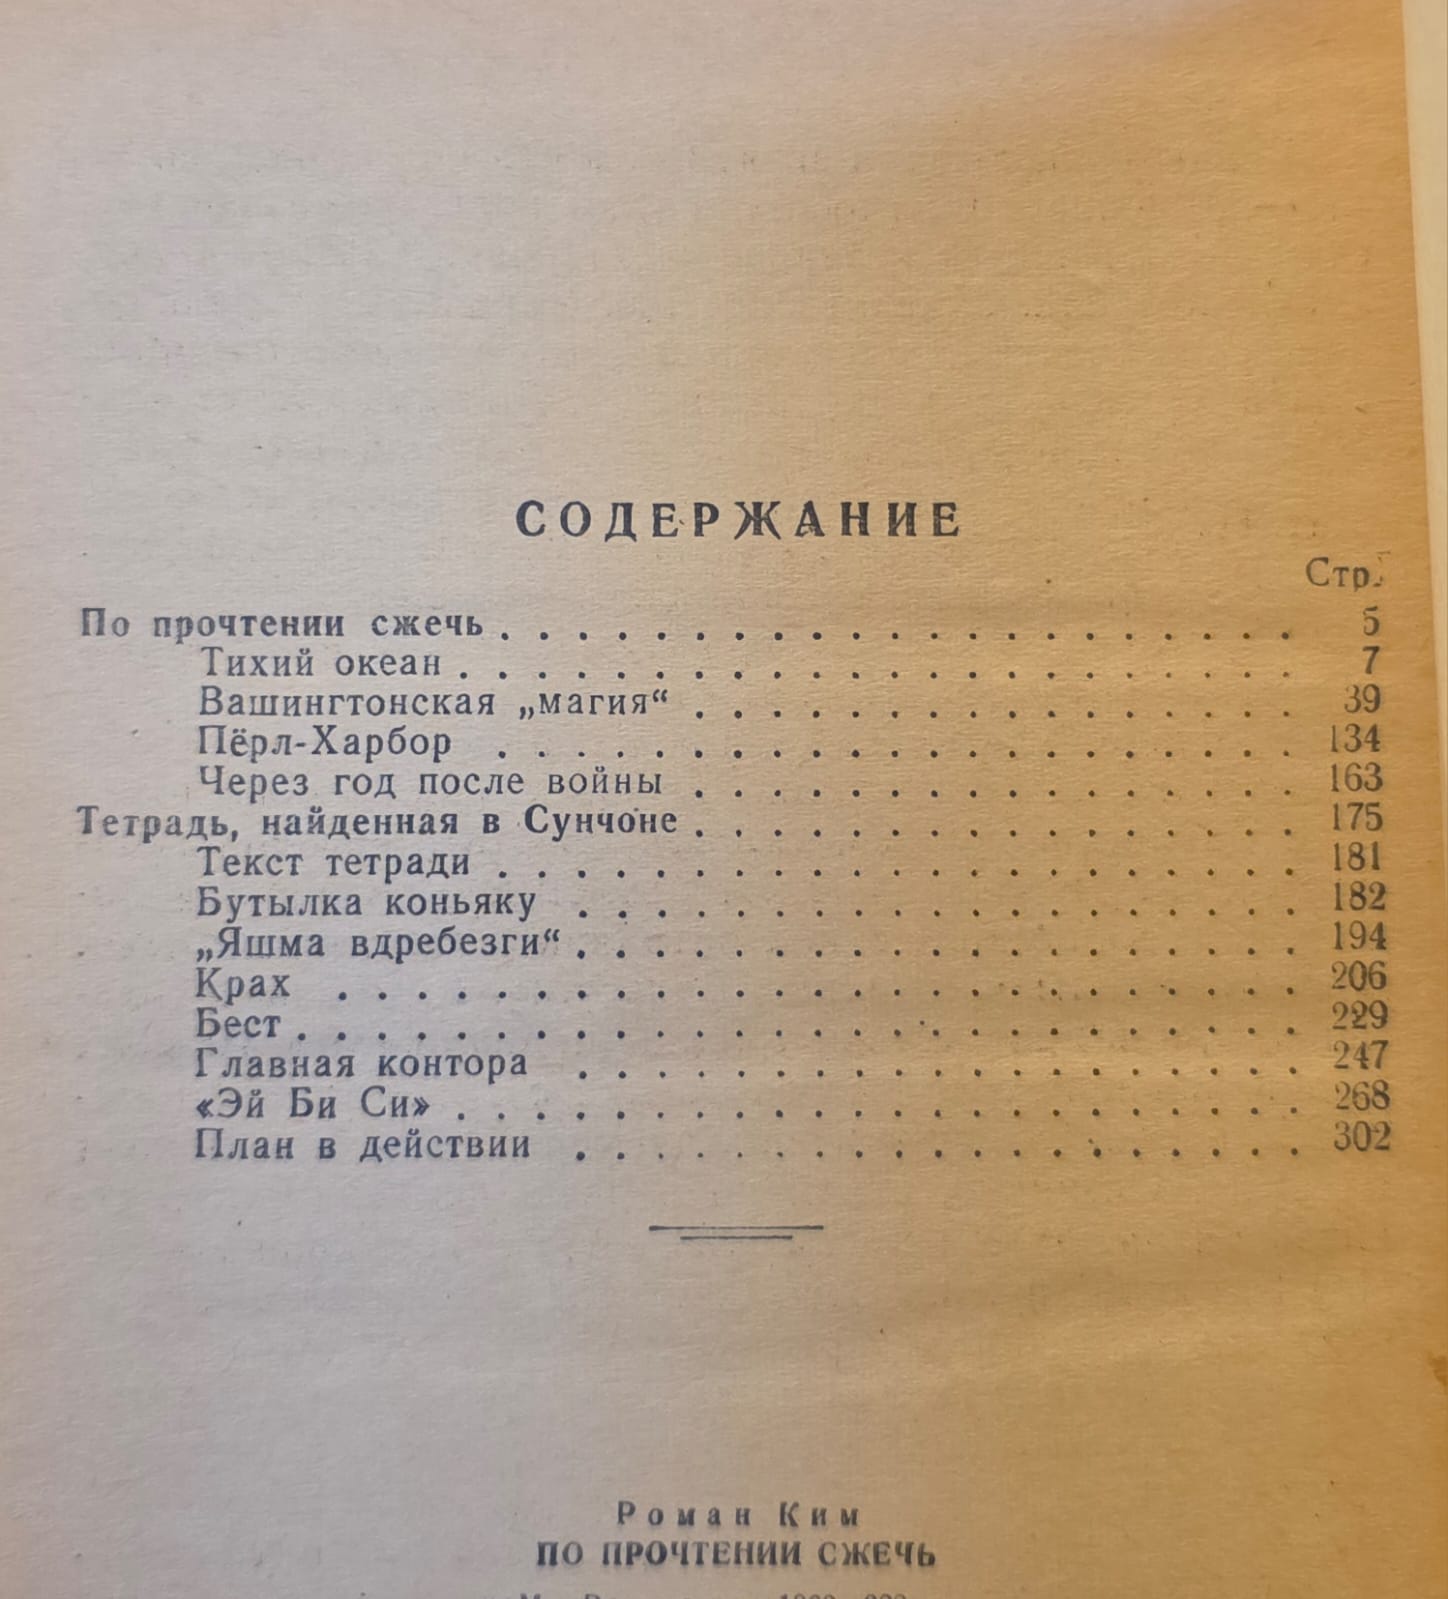 СОДЕРЖАНИЕ
Стр.
По прочтении сжечь . . . . . . . . . . . . . . . . . . . . . 5
Тихий океан . . . . . . . . . . . . . . . . . . . . . . 7
Вашингтонская „магия“ . . . . . . . . . . . . . . . . 39
Пёрл-Харбор . . . . . . . . . . . . . . . . . . . . . 134
Через год после войны . . . . . . . . . . . . . . . . 163
Тетрадь, найденная в Сунчоне . . . . . . . . . . . . . . . . 175
Текст тетради . . . . . . . . . . . . . . . . . . . . . 181
Бутылка коньяку . . . . . . . . . . . . . . . . . . . 182
„Яшма вдребезги“ . . . . . . . . . . . . . . . . . . . 194
Крах . . . . . . . . . . . . . . . . . . . . . . . . . 206
Бест . . . . . . . . . . . . . . . . . . . . . . . . . . 229
Главная контора . . . . . . . . . . . . . . . . . . . 247
«Эй Би Си» . . . . . . . . . . . . . . . . . . . . . . 268
План в действии . . . . . . . . . . . . . . . . . . . 302
Роман Ким
ПО ПРОЧТЕНИИ СЖЕЧЬ